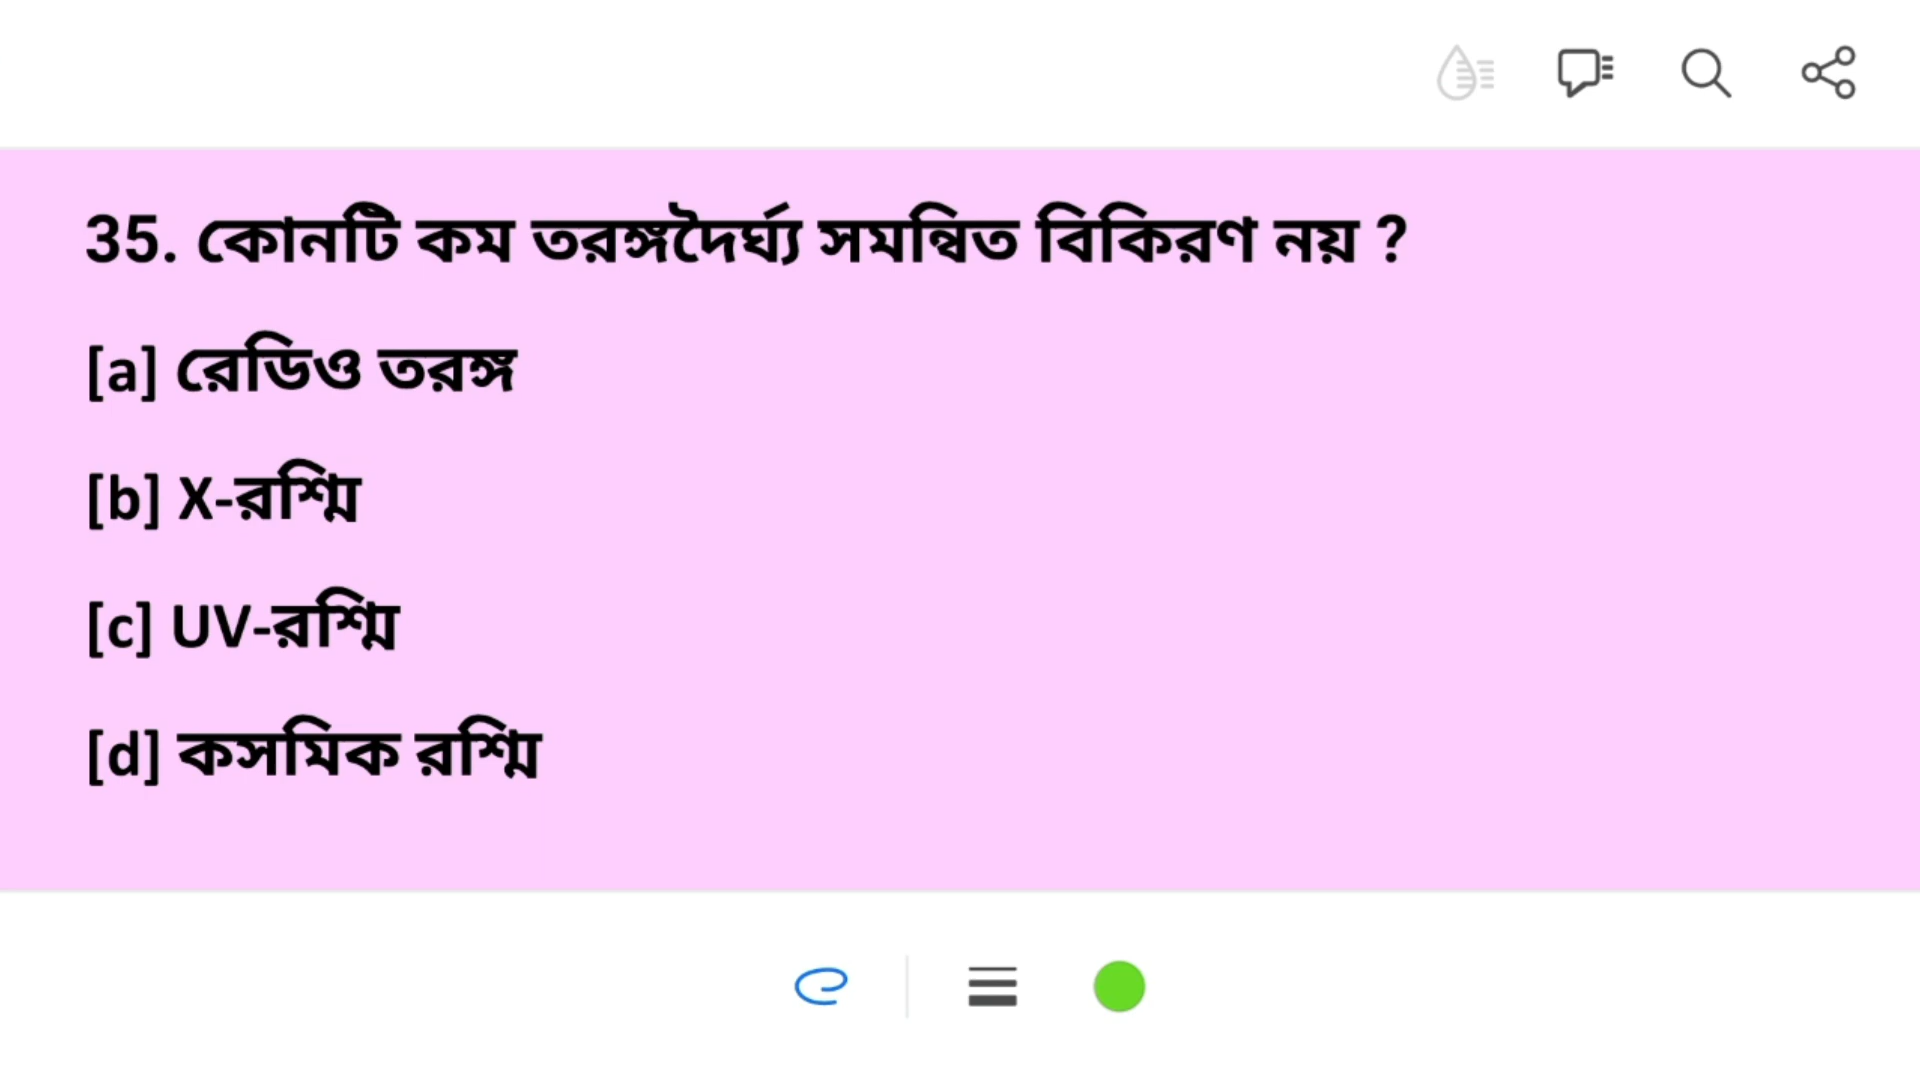 35. কোনটি কম তরঙ্গদৈর্ঘ্য সমন্বিত বিকিরণ নয় ?
[a] রেডিও তরঙ্গ
[b] X-রশ্মি
[c] UV-রশ্মি
[d] কসমিক রশ্মি